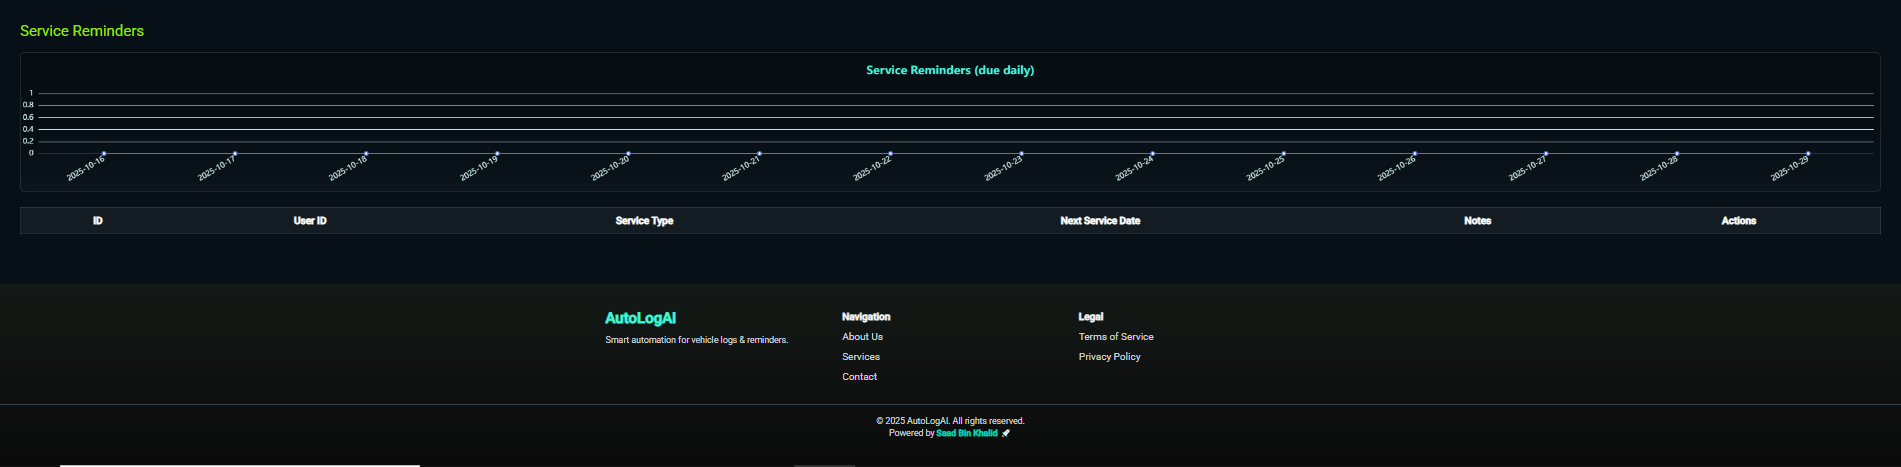 Service Reminders
Service Reminders (due daily)
1
0.8
0.6
0.4
0.2
0
2025-10-16 2025-10-17 2025-10-18 2025-10-19 2025-10-20 2025-10-21 2025-10-22 2025-10-23 2025-10-24 2025-10-25 2025-10-26 2025-10-27 2025-10-28 2025-10-29
ID User ID Service Type Next Service Date Notes Actions
AutoLogAI
Smart automation for vehicle logs & reminders.
Navigation
About Us
Services
Contact
Legal
Terms of Service
Privacy Policy
© 2025 AutoLogAI. All rights reserved.
Powered by Saad Bin Khalid 🚀